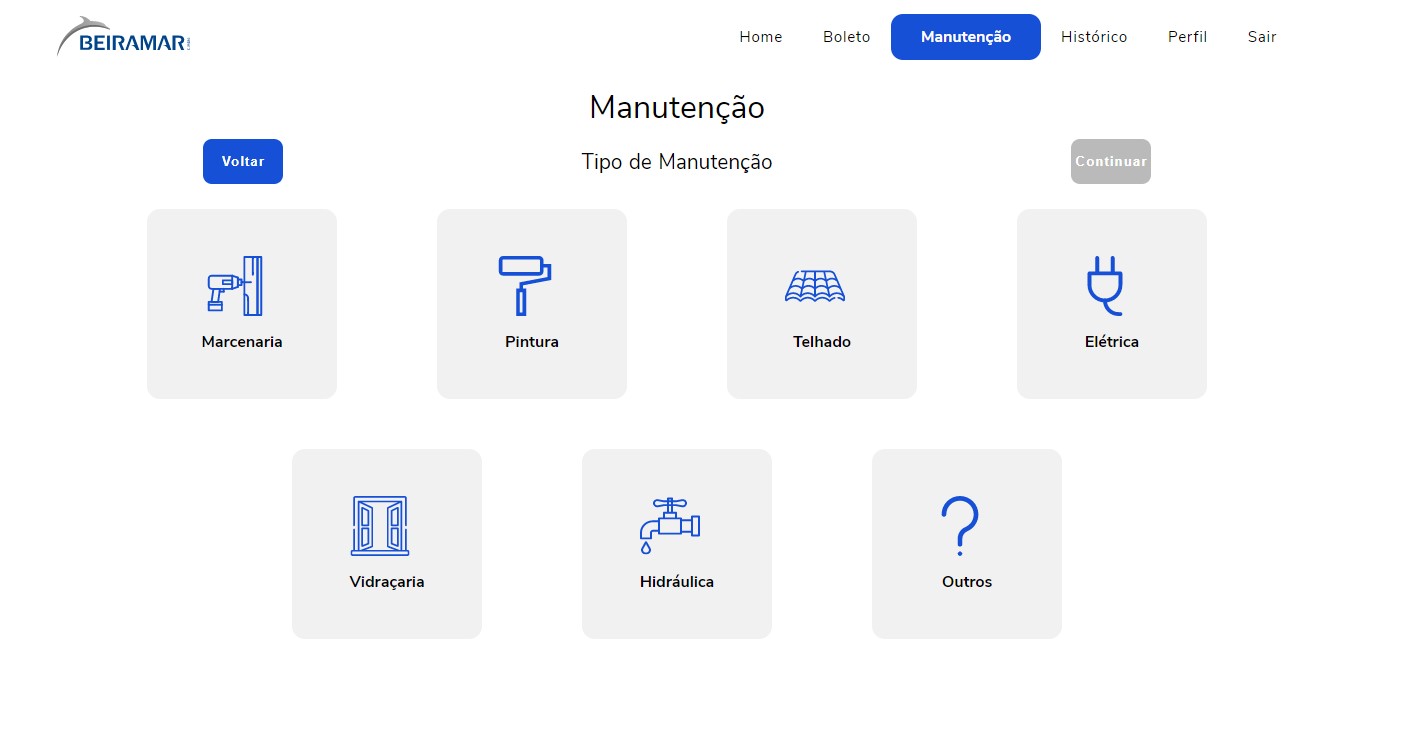 BEIRAMAR
Home
Boleto
Manutenção
Histórico
Perfil
Sair
Manutenção
Voltar
Tipo de Manutenção
Continuar
Marcenaria
Pintura
Telhado
Elétrica
Vidraçaria
Hidráulica
Outros